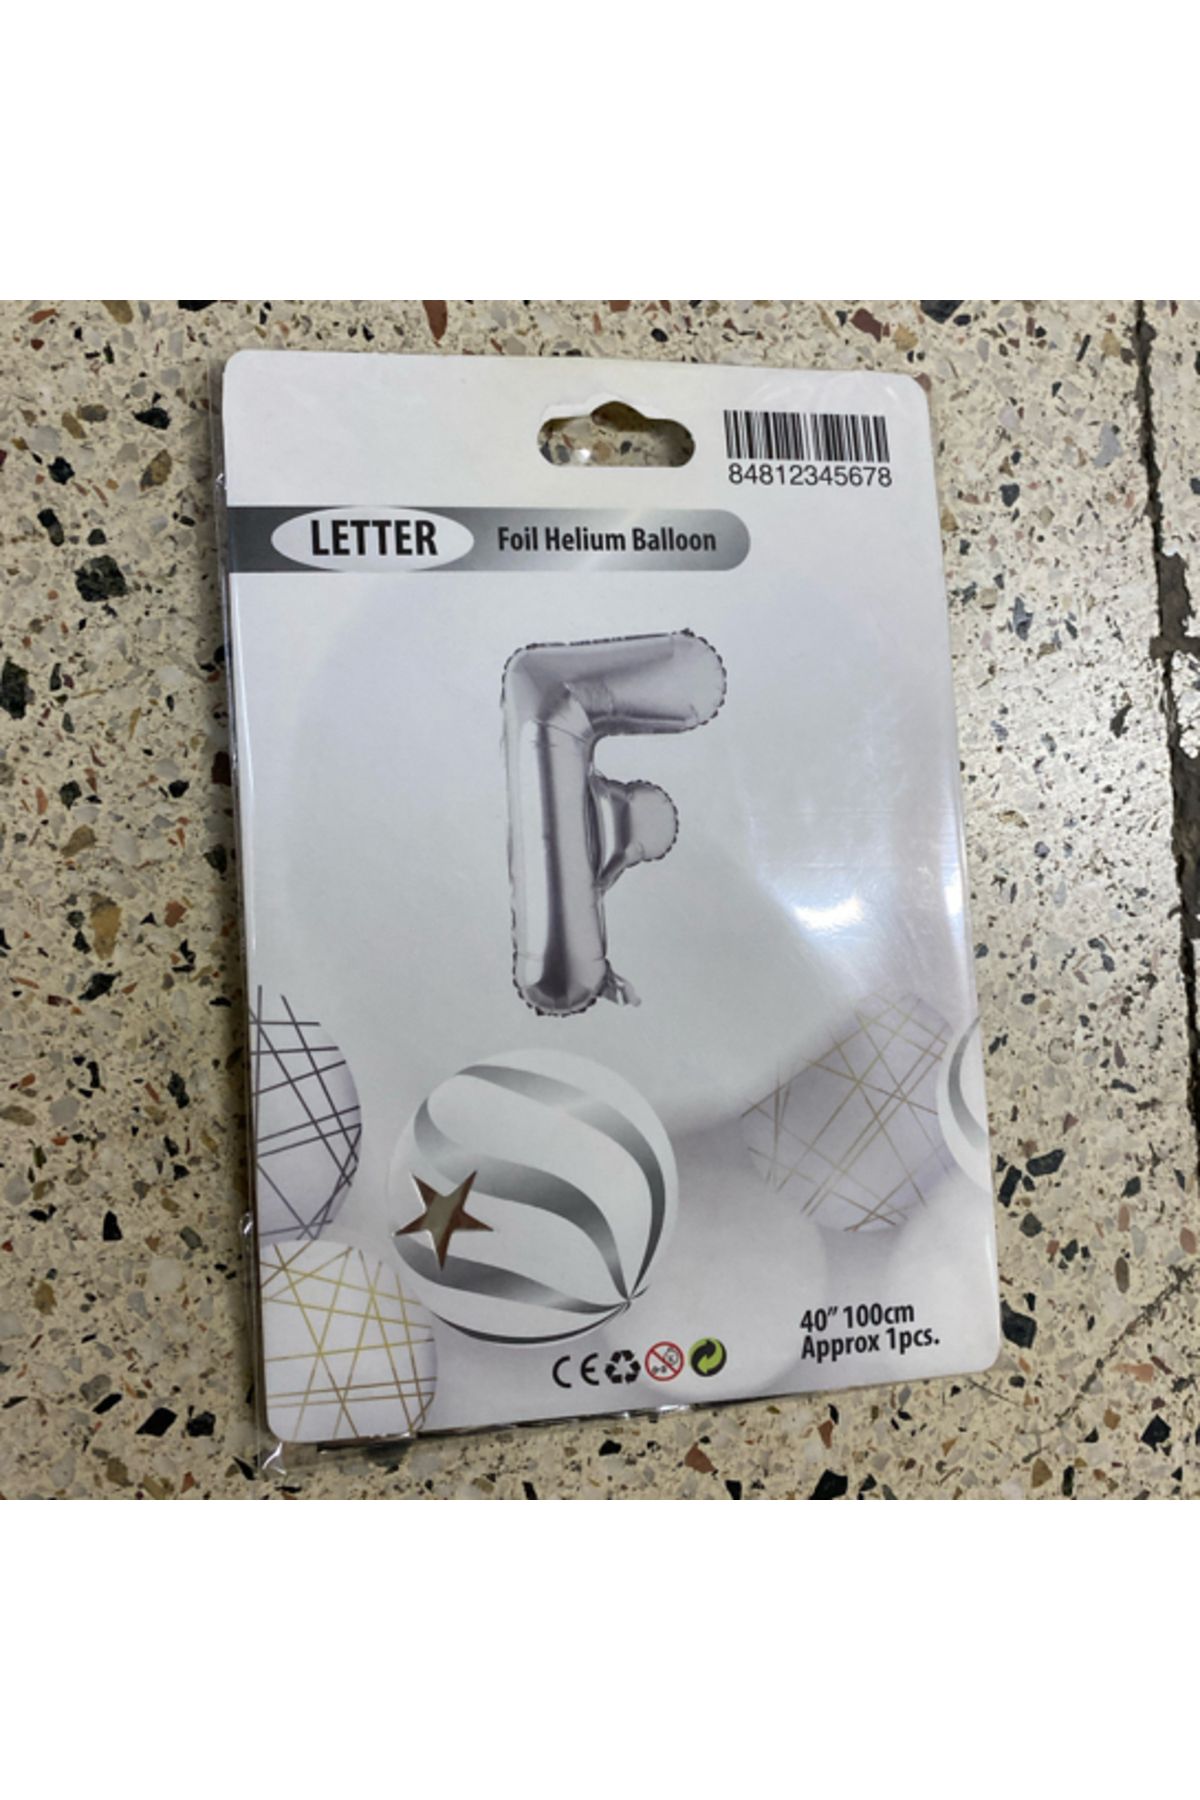 84812345678
LETTER Foil Helium Balloon
F
CE
40” 100cm
Approx 1pcs.